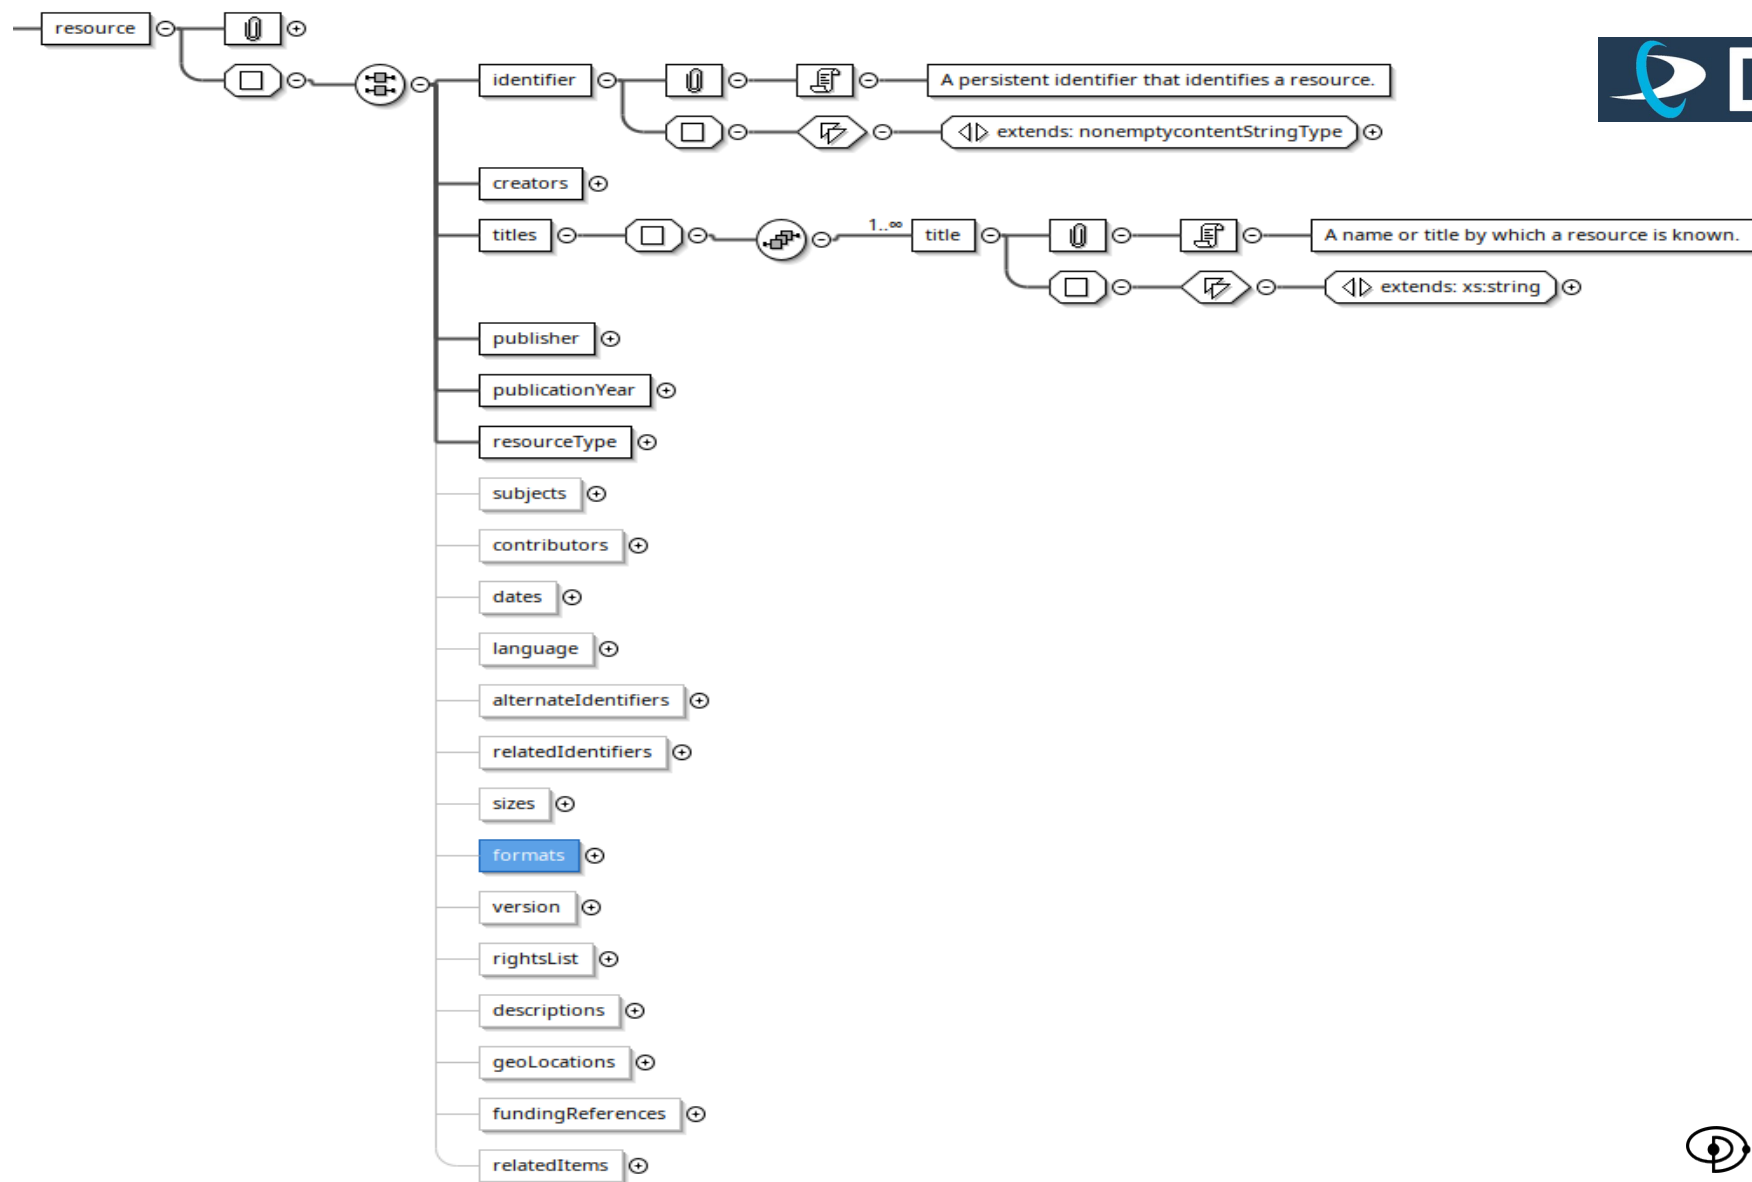 resource
identifier
A persistent identifier that identifies a resource.
extends: nonemptycontentStringType
creators
titles
1..∞
title
A name or title by which a resource is known.
extends: xs:string
publisher
publicationYear
resourceType
subjects
contributors
dates
language
alternateIdentifiers
relatedIdentifiers
sizes
formats
version
rightsList
descriptions
geoLocations
fundingReferences
relatedItems